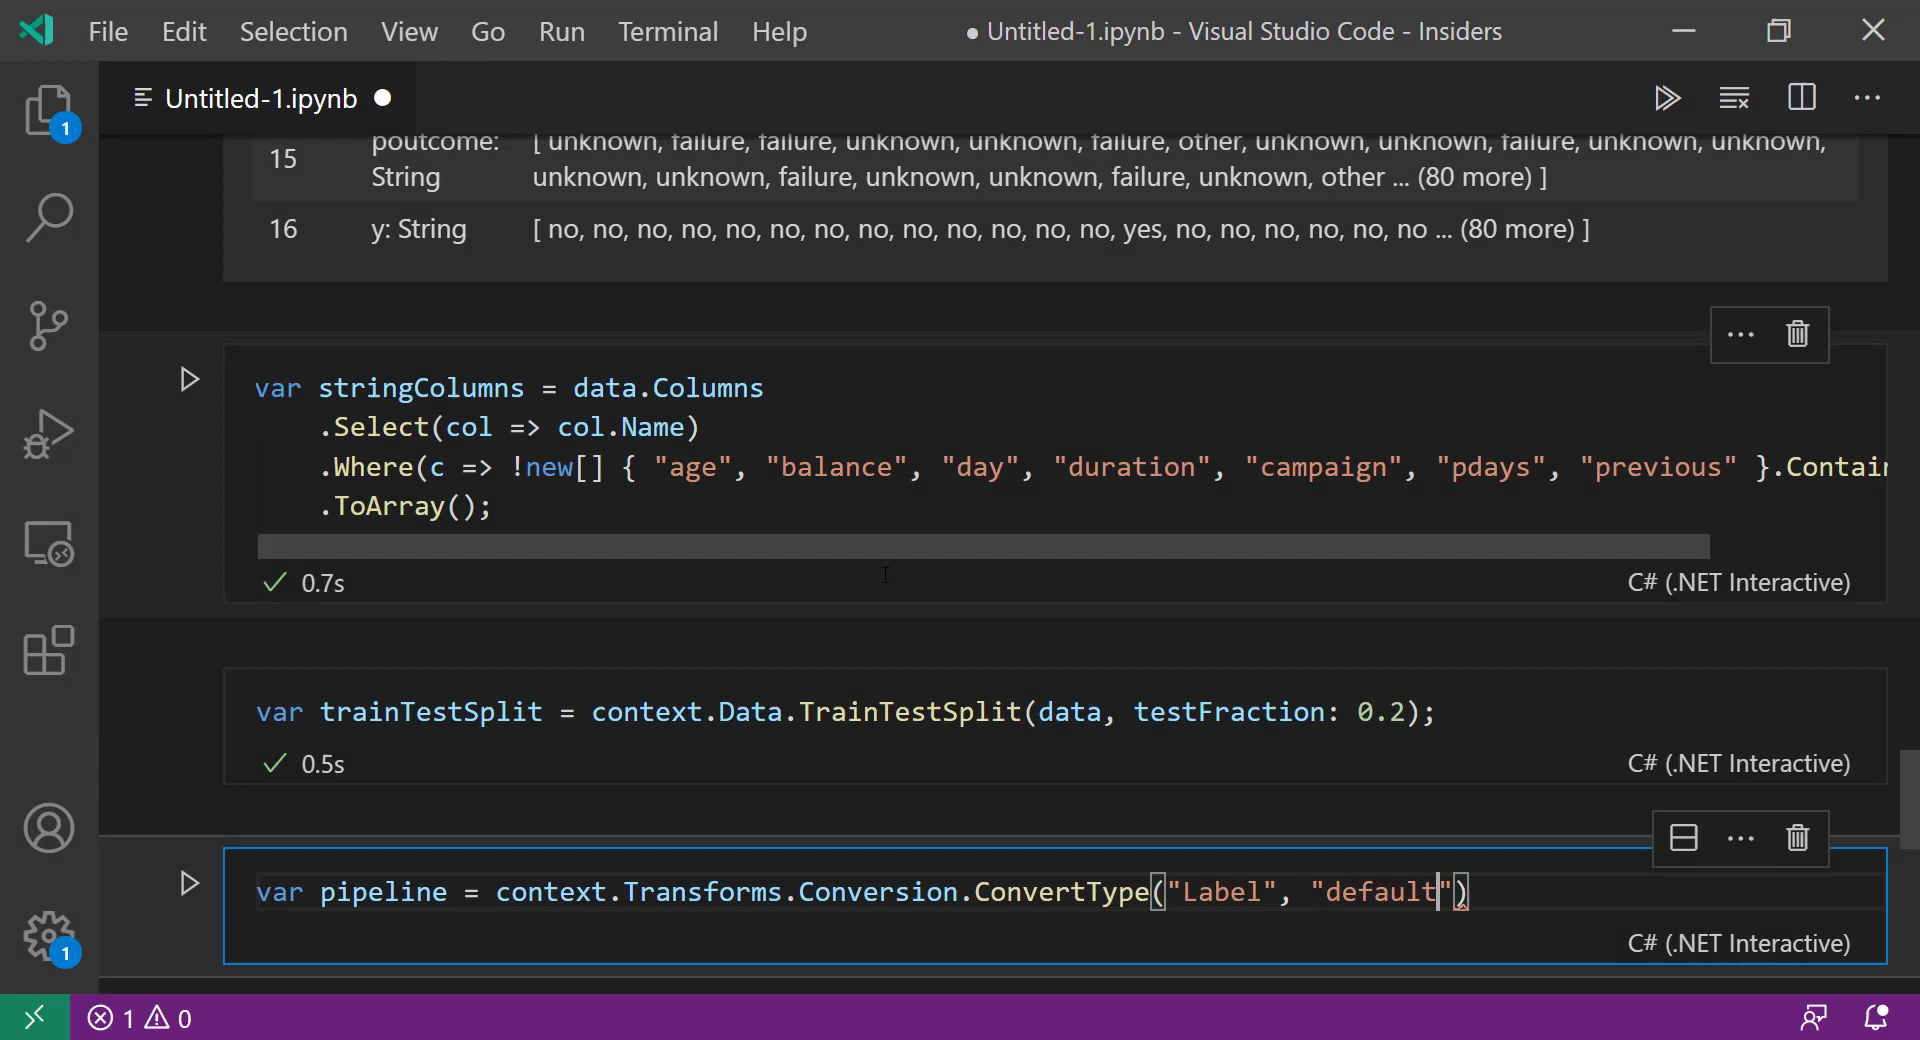 File Edit Selection View Go Run Terminal Help ● Untitled-1.ipynb - Visual Studio Code - Insiders
Untitled-1.ipynb ●
1
15 poutcome: String [ unknown, failure, failure, unknown, unknown, failure, other, unknown, unknown, failure, unknown, unknown,
unknown, unknown, failure, unknown, unknown, failure, unknown, other ... (80 more) ]
16 y: String [ no, no, no, no, no, no, no, no, no, no, no, no, no, yes, no, no, no, no, no, no ... (80 more) ]
var stringColumns = data.Columns
.Select(col => col.Name)
.Where(c => !new[] { "age", "balance", "day", "duration", "campaign", "pdays", "previous" }.Contain
.ToArray();
0.7s C# (.NET Interactive)
var trainTestSplit = context.Data.TrainTestSplit(data, testFraction: 0.2);
0.5s C# (.NET Interactive)
var pipeline = context.Transforms.Conversion.ConvertType("Label", "default")
C# (.NET Interactive)
1
1 0